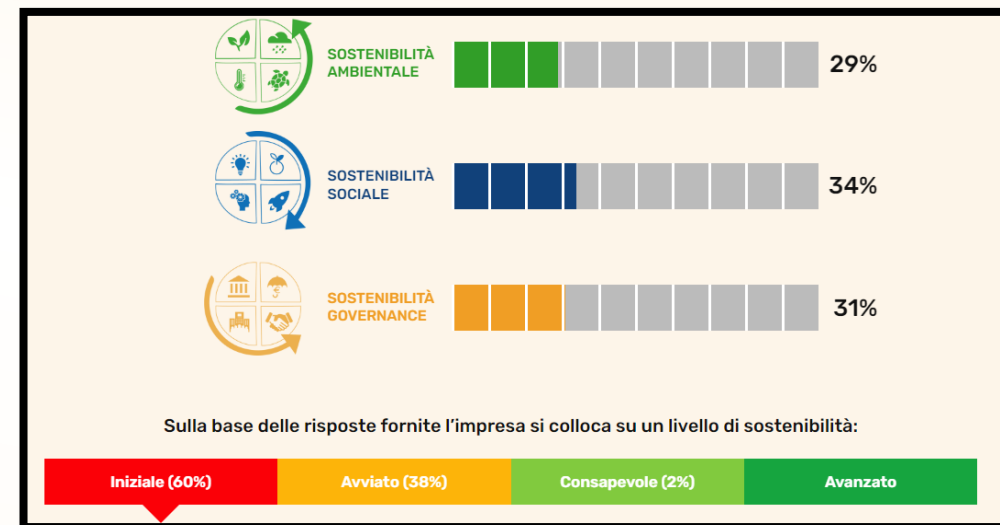 SOSTENIBILITÀ
AMBIENTALE
29%
SOSTENIBILITÀ
SOCIALE
34%
SOSTENIBILITÀ
GOVERNANCE
31%
Sulla base delle risposte fornite l’impresa si colloca su un livello di sostenibilità:
Iniziale (60%) Avviato (38%) Consapevole (2%) Avanzato